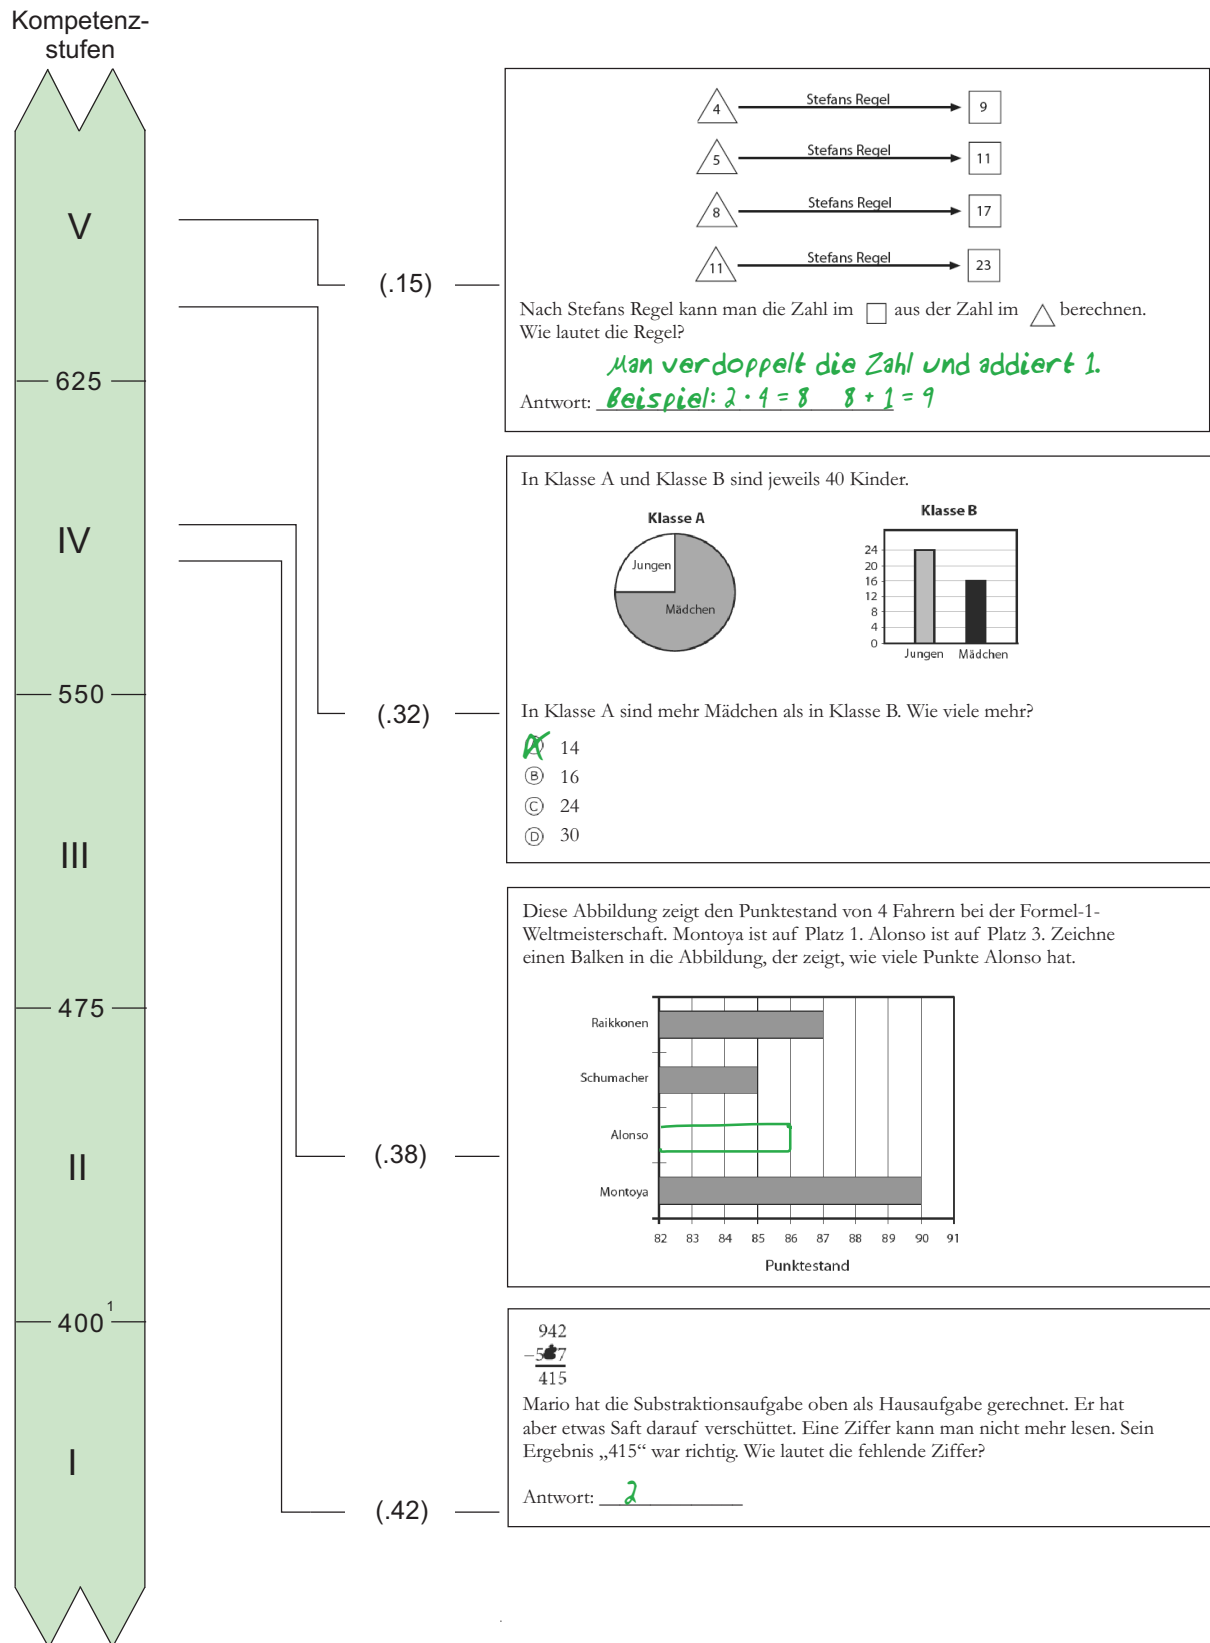 Kompetenz-
stufen
V
625
IV
550
III
475
II
400 1
I
(.15)
(.32)
(.38)
(.42)
4 Stefans Regel 9
5 Stefans Regel 11
8 Stefans Regel 17
11 Stefans Regel 23
Nach Stefans Regel kann man die Zahl im aus der Zahl im berechnen.
Wie lautet die Regel?
Man verdoppelt die Zahl und addiert 1.
Antwort: Beispiel: 2 · 4 = 8 8 + 1 = 9
In Klasse A und Klasse B sind jeweils 40 Kinder.
Klasse A
Jungen
Mädchen
Klasse B
24
20
16
12
8
4
0
Jungen Mädchen
In Klasse A sind mehr Mädchen als in Klasse B. Wie viele mehr?
14
B 16
C 24
D 30
Diese Abbildung zeigt den Punktestand von 4 Fahrern bei der Formel-1-
Weltmeisterschaft. Montoya ist auf Platz 1. Alonso ist auf Platz 3. Zeichne
einen Balken in die Abbildung, der zeigt, wie viele Punkte Alonso hat.
Raikkonen
Schumacher
Alonso
Montoya
82 83 84 85 86 87 88 89 90 91
Punktestand
942
–5 7
415
Mario hat die Substraktionsaufgabe oben als Hausaufgabe gerechnet. Er hat
aber etwas Saft darauf verschüttet. Eine Ziffer kann man nicht mehr lesen. Sein
Ergebnis „415“ war richtig. Wie lautet die fehlende Ziffer?
Antwort: 2